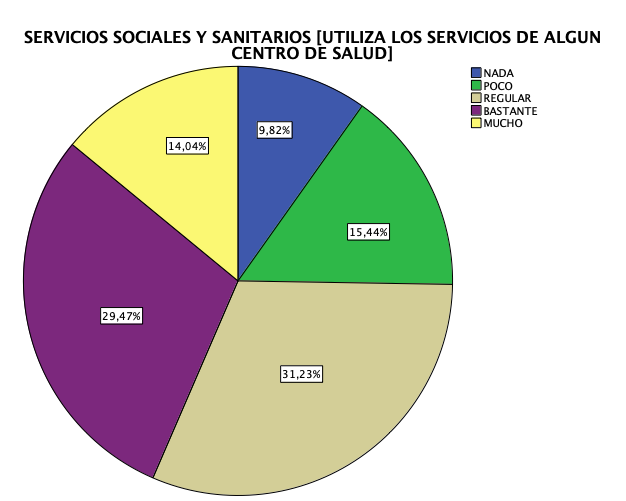 SERVICIOS SOCIALES Y SANITARIOS [UTILIZA LOS SERVICIOS DE ALGUN
CENTRO DE SALUD]
NADA
POCO
REGULAR
BASTANTE
MUCHO
9,82%
14,04%
15,44%
29,47%
31,23%